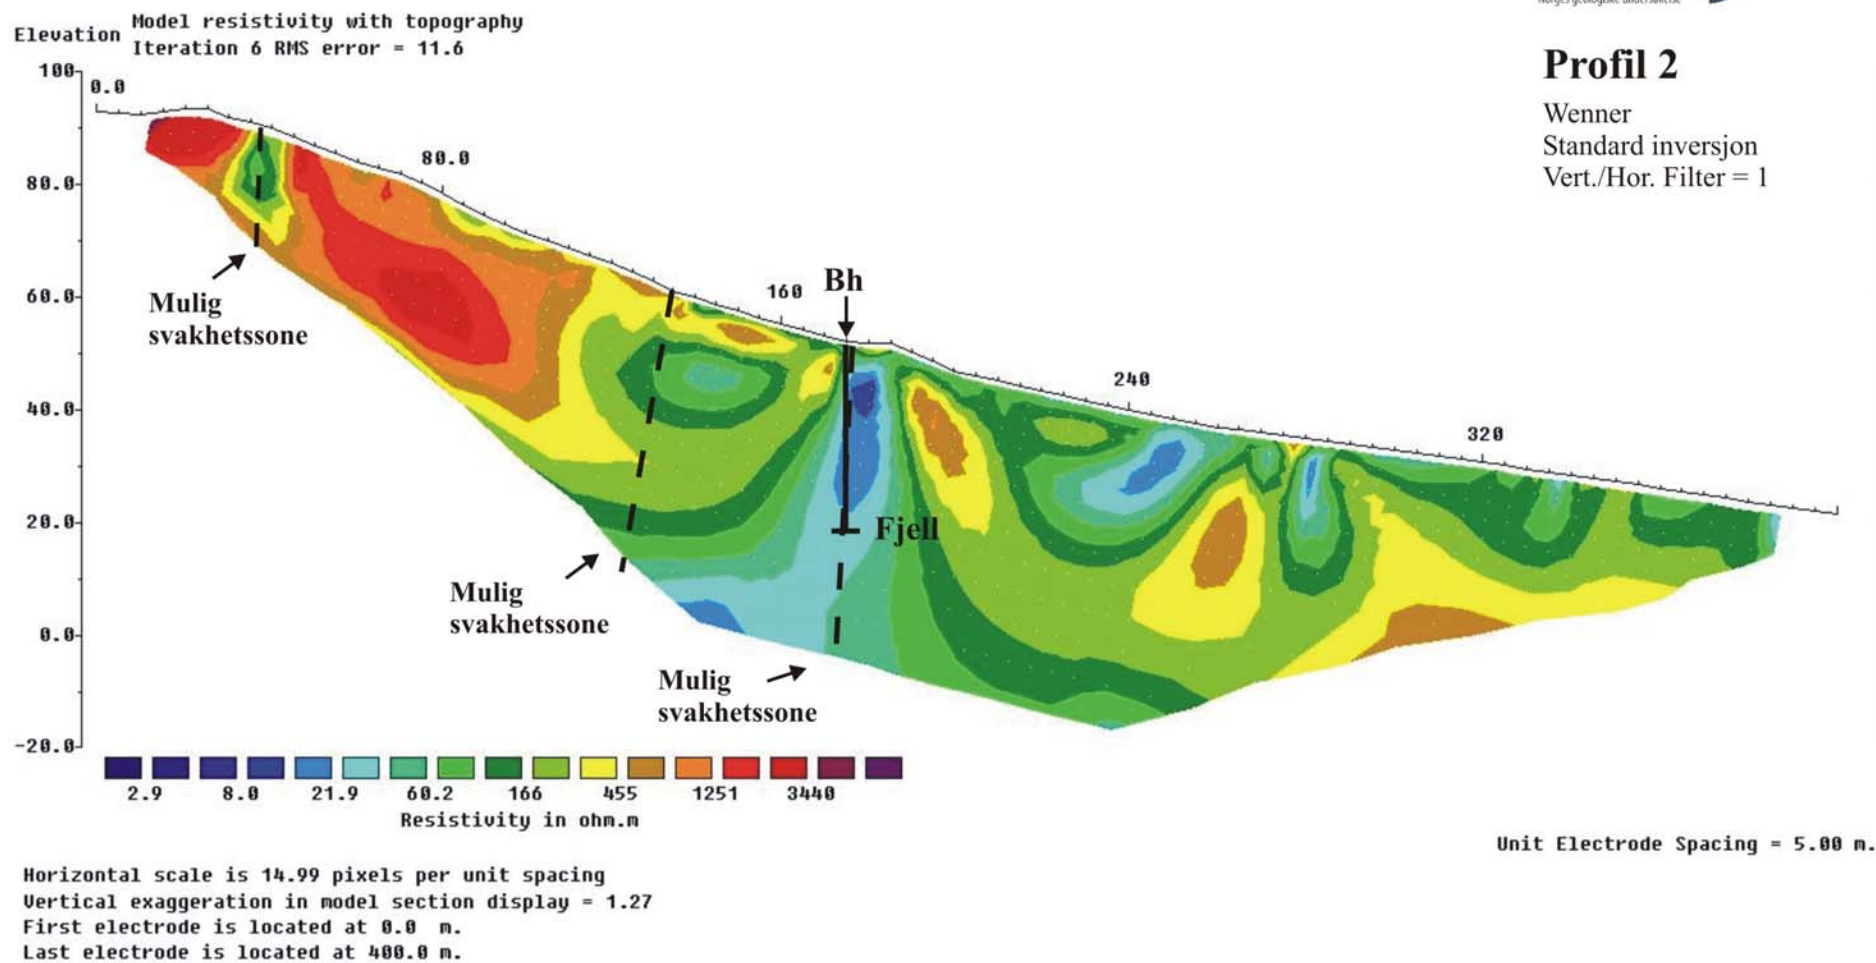 Norges geologiske undersøkelse
Model resistivity with topography
Elevation
Iteration 6 RMS error = 11.6
100
0.0
Profil 2
Wenner
Standard inversjon
Vert./Hor. Filter = 1
80.0
80.0
60.0
160
Bh
Mulig
svakhetssone
240
40.0
320
20.0
Fjell
Mulig
svakhetssone
0.0
Mulig
svakhetssone
-20.0
2.9 8.0 21.9 60.2 166 455 1251 3440
Resistivity in ohm.m
Unit Electrode Spacing = 5.00 m.
Horizontal scale is 14.99 pixels per unit spacing
Vertical exaggeration in model section display = 1.27
First electrode is located at 0.0 m.
Last electrode is located at 400.0 m.